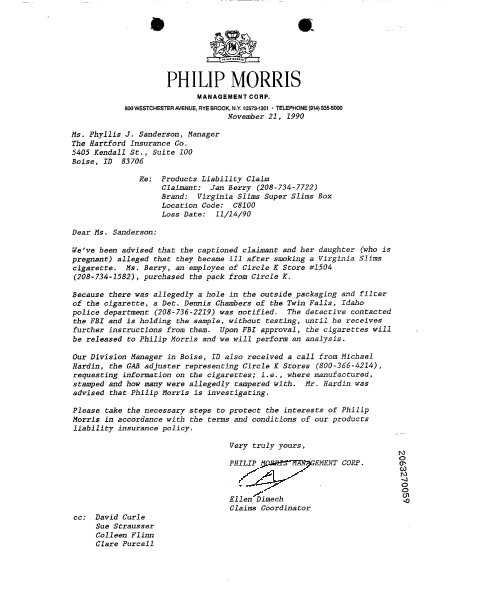 PHILIP MORRIS
MANAGEMENT CORP.
800 WESTCHESTER AVENUE, RYE BROOK, N.Y. 10573-1301 · TELEPHONE (914) 335-5000
November 21, 1990
Ms. Phyllis J. Sanderson, Manager
The Hartford Insurance Co.
5405 Kendall St., Suite 100
Boise, ID 83706
Re: Products Liability Claim
Claimant: Jan Berry (208-734-7722)
Brand: Virginia Slims Super Slims Box
Location Code: C8100
Loss Date: 11/14/90
Dear Ms. Sanderson:
We've been advised that the captioned claimant and her daughter (who is
pregnant) alleged that they became ill after smoking a Virginia Slims
cigarette. Ms. Berry, an employee of Circle K Store #1504
(208-734-1582), purchased the pack from Circle K.
Because there was allegedly a hole in the outside packaging and filter
of the cigarette, a Det. Dennis Chambers of the Twin Falls, Idaho
police department (208-736-2219) was notified. The detective contacted
the FBI and is holding the sample, without testing, until he receives
further instructions from them. Upon FBI approval, the cigarettes will
be released to Philip Morris and we will perform an analysis.
Our Division Manager in Boise, ID also received a call from Michael
Hardin, the GAB adjuster representing Circle K Stores (800-366-4214),
requesting information on the cigarettes; i.e., where manufactured,
stamped and how many were allegedly tampered with. Mr. Hardin was
advised that Philip Morris is investigating.
Please take the necessary steps to protect the interests of Philip
Morris in accordance with the terms and conditions of our products
liability insurance policy.
Very truly yours,
PHILIP MORRIS MANAGEMENT CORP.
Ellen Dimech
Claims Coordinator
cc: David Curle
Sue Strausser
Colleen Flinn
Clare Purcell
2063270059